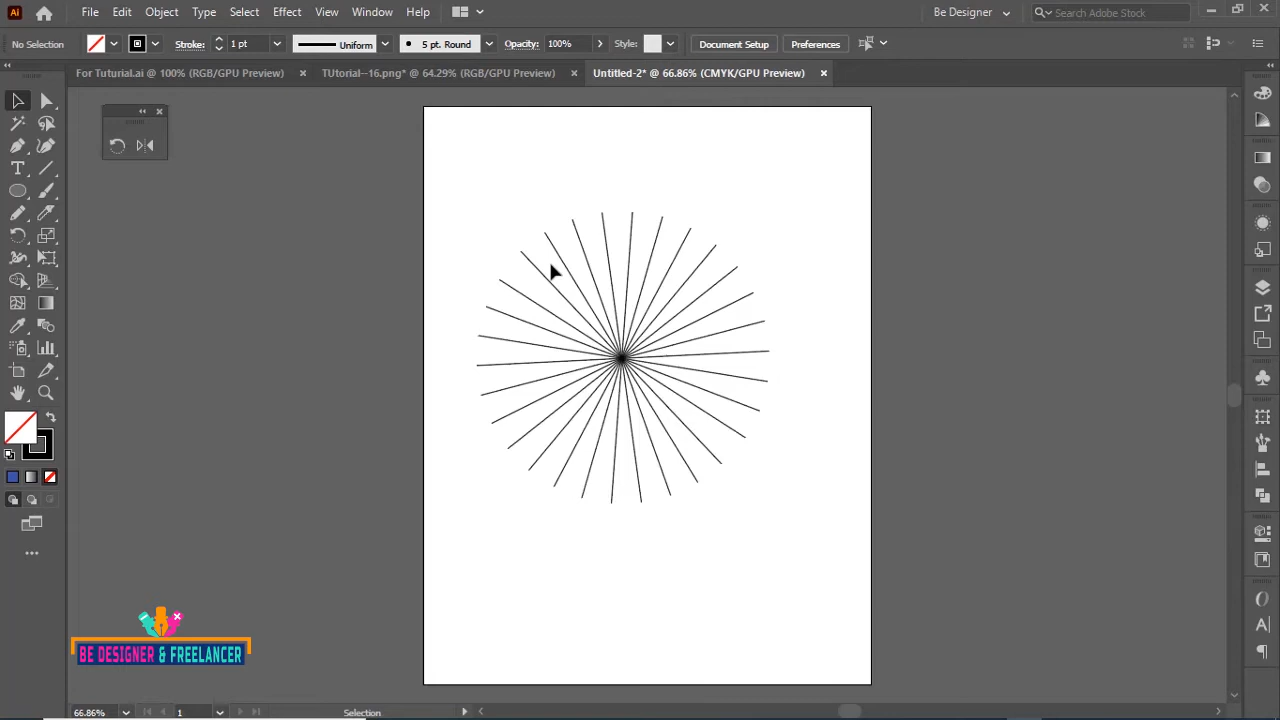 Ai File Edit Object Type Select Effect View Window Help Be Designer Search Adobe Stock
No Selection Stroke: 1 pt Uniform 5 pt. Round Opacity: 100% Style: Document Setup Preferences
For Tuturial.ai @ 100% (RGB/GPU Preview) TUtorial--16.png* @ 64.29% (RGB/GPU Preview) Untitled-2* @ 66.86% (CMYK/GPU Preview)
BE DESIGNER & FREELANCER
66.86% 1 Selection